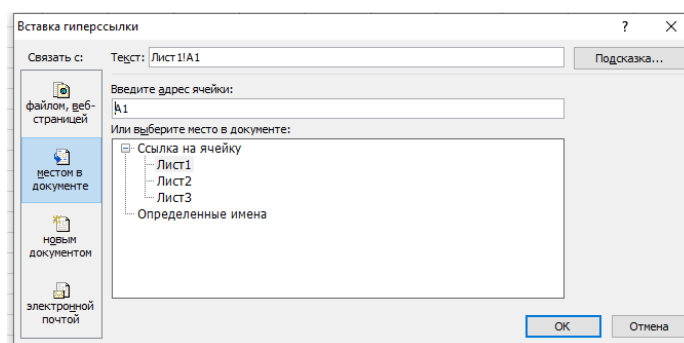 Вставка гиперссылки ? X
Связать с:
Текст: Лист1!A1
Подсказка...
файлом, веб-
страницей
местом в
документе
новым
документом
электронной
почтой
Введите адрес ячейки:
A1
Или выберите место в документе:
Ссылка на ячейку
Лист1
Лист2
Лист3
Определенные имена
ОК
Отмена